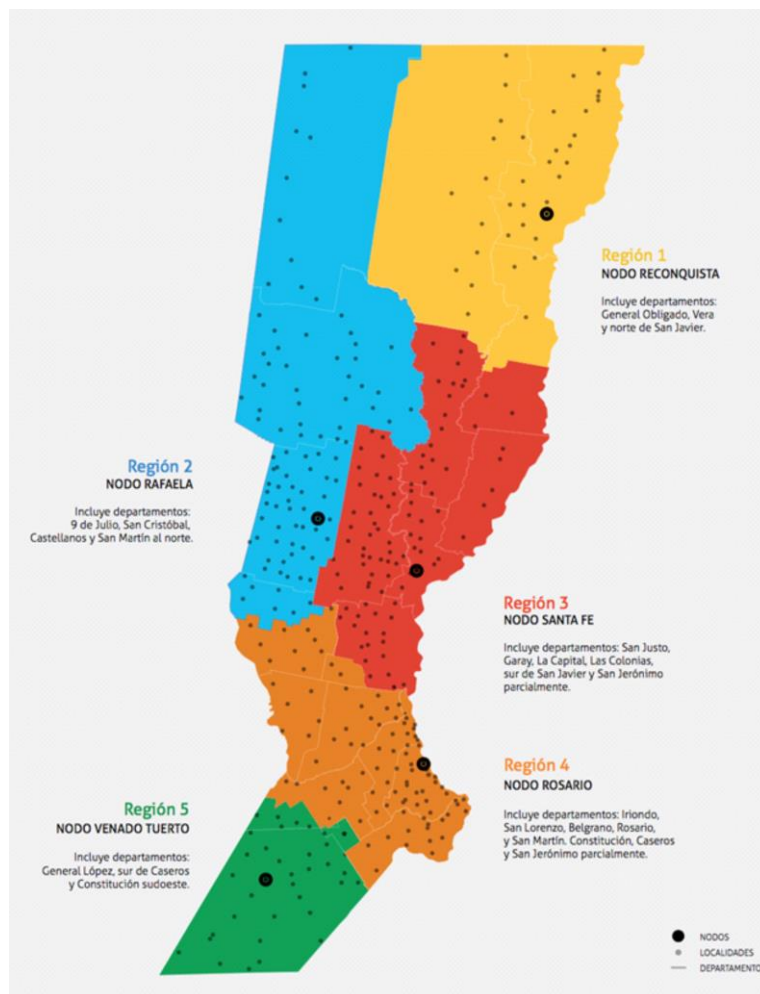 Región 1
NODO RECONQUISTA
Incluye departamentos:
General Obligado, Vera
y norte de San Javier.
Región 2
NODO RAFAELA
Incluye departamentos:
9 de Julio, San Cristóbal,
Castellanos y San Martín al norte.
Región 3
NODO SANTA FE
Incluye departamentos: San Justo,
Garay, La Capital, Las Colonias,
sur de San Javier y San Jerónimo
parcialmente.
Región 4
NODO ROSARIO
Incluye departamentos: Iriondo,
San Lorenzo, Belgrano, Rosario,
y San Martín. Constitución, Caseros
y San Jerónimo parcialmente.
Región 5
NODO VENADO TUERTO
Incluye departamentos:
General López, sur de Caseros
y Constitución sudoeste.
NODOS
LOCALIDADES
DEPARTAMENTO